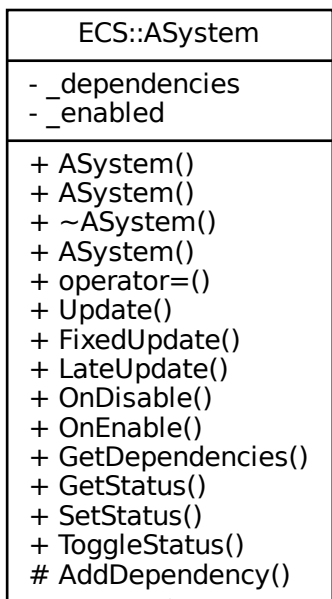 ECS::ASystem
- _dependencies
- _enabled
+ ASystem()
+ ASystem()
+ ~ASystem()
+ ASystem()
+ operator=()
+ Update()
+ FixedUpdate()
+ LateUpdate()
+ OnDisable()
+ OnEnable()
+ GetDependencies()
+ GetStatus()
+ SetStatus()
+ ToggleStatus()
# AddDependency()